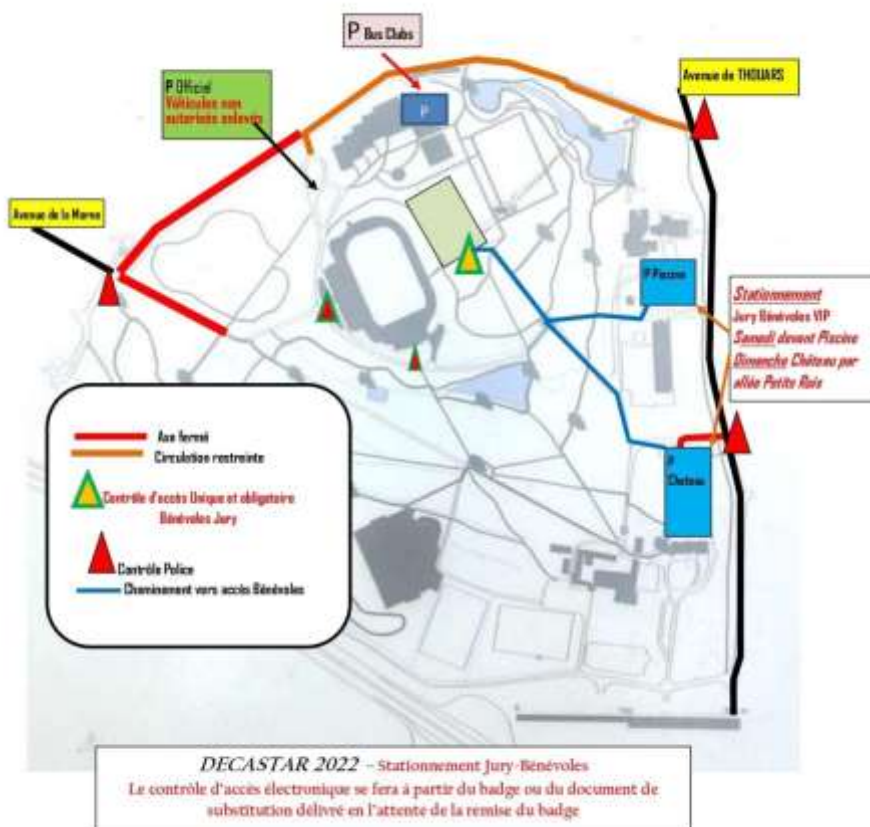 P Bus Clubs
Avenue de THOUARS
P Officiel
Véhicules non
autorisés enlevés
P
Avenue de la Marne
P Piscine
Stationnement
Jury Bénévoles VIP
Samedi devant Piscine
Dimanche Château par
allée Petits Rois
P
Chateau
Axe fermé
Circulation restreinte
Contrôle d'accès Unique et obligatoire
Bénévoles Jury
Contrôle Police
Cheminement vers accès Bénévoles
DECASTAR 2022 – Stationnement Jury-Bénévoles
Le contrôle d'accès électronique se fera à partir du badge ou du document de
substitution délivré en l'attente de la remise du badge